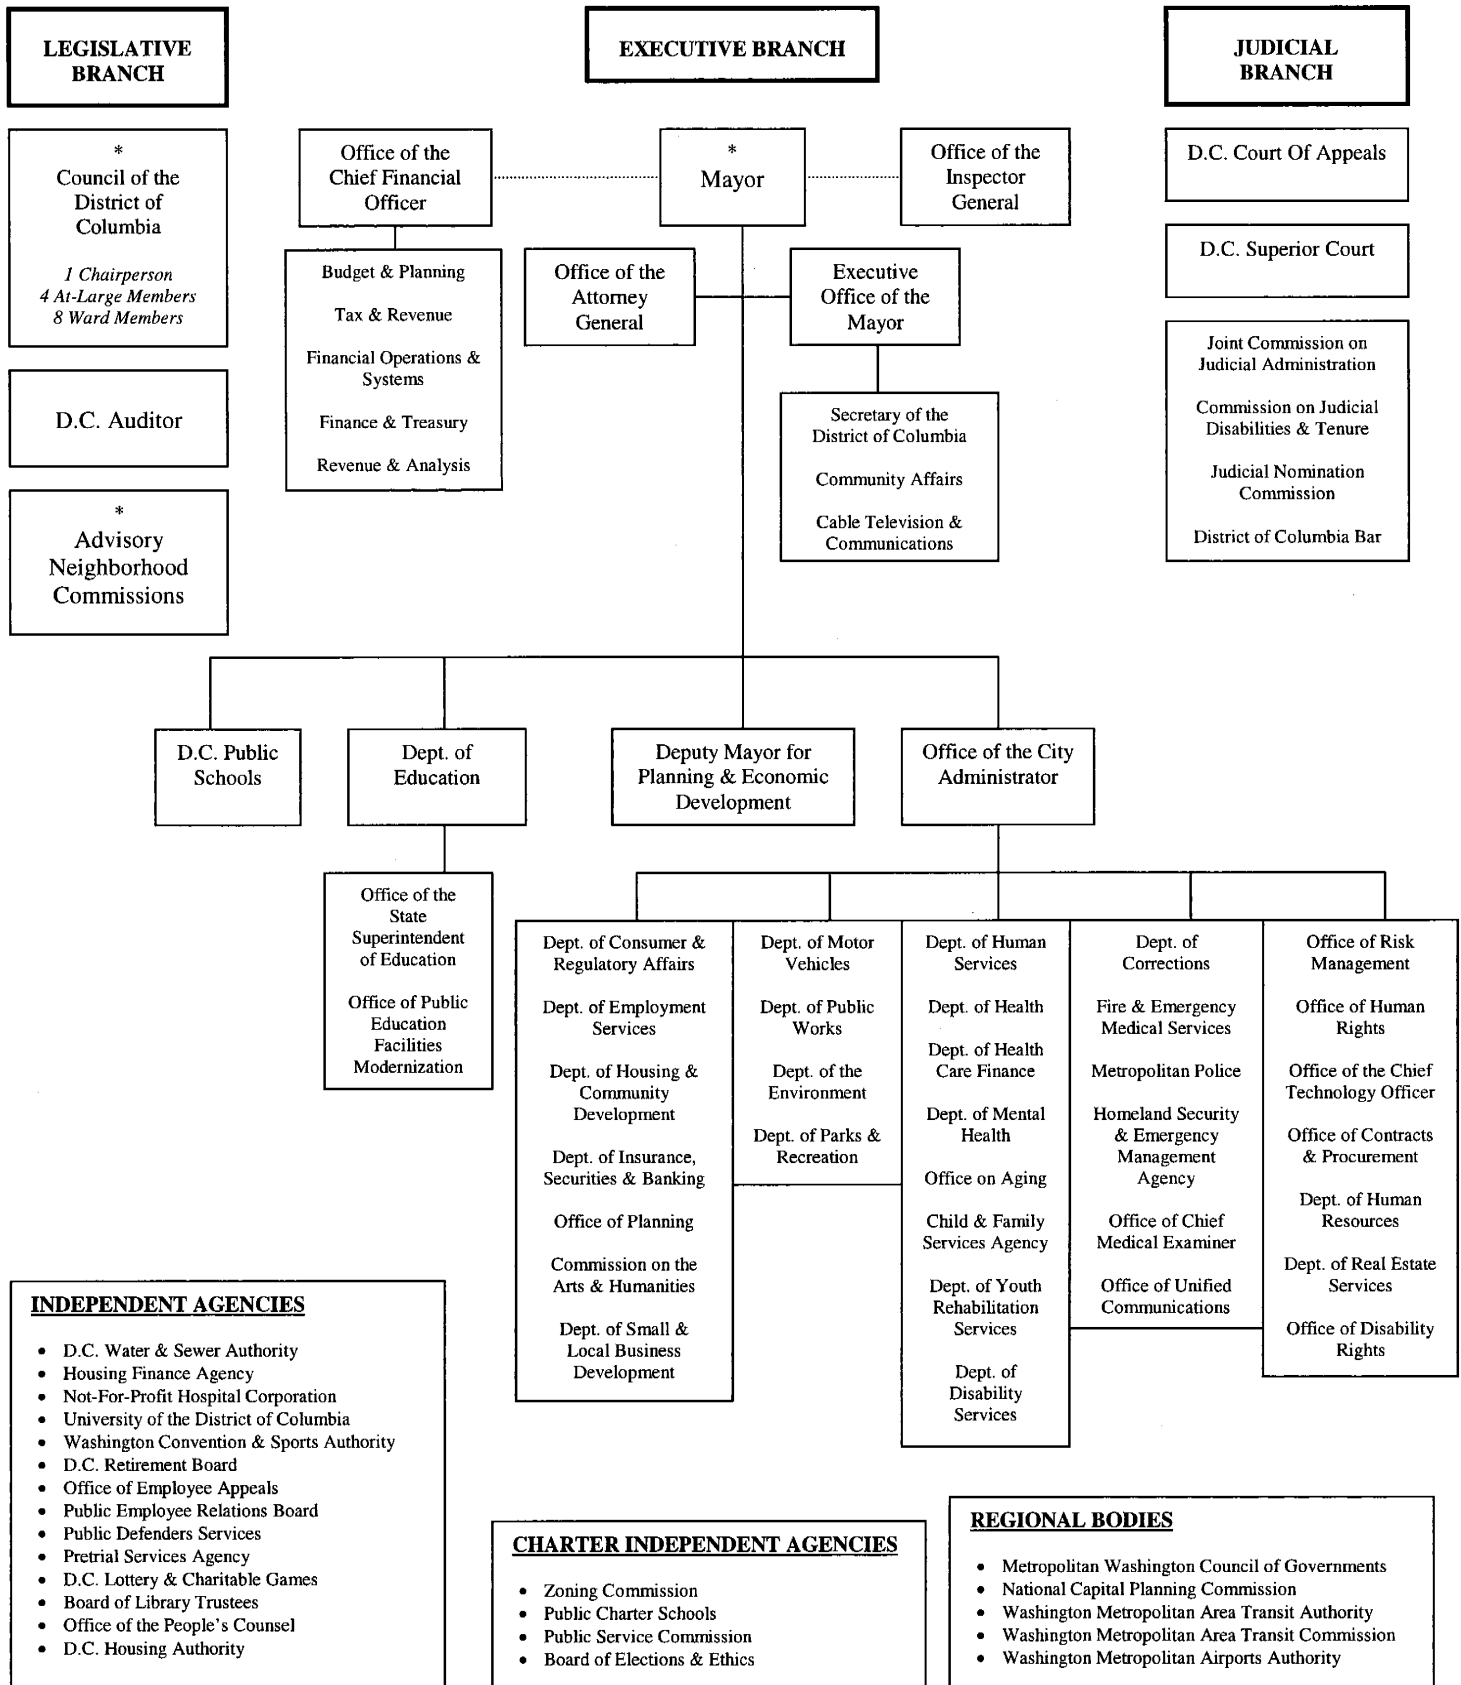 LEGISLATIVE
BRANCH
EXECUTIVE BRANCH
JUDICIAL
BRANCH
*
Council of the
District of
Columbia
1 Chairperson
4 At-Large Members
8 Ward Members
D.C. Auditor
*
Advisory
Neighborhood
Commissions
Office of the
Chief Financial
Officer
*
Mayor
Office of the
Inspector
General
Budget & Planning
Tax & Revenue
Financial Operations &
Systems
Finance & Treasury
Revenue & Analysis
Office of the
Attorney
General
Executive
Office of the
Mayor
Secretary of the
District of Columbia
Community Affairs
Cable Television &
Communications
D.C. Court Of Appeals
D.C. Superior Court
Joint Commission on
Judicial Administration
Commission on Judicial
Disabilities & Tenure
Judicial Nomination
Commission
District of Columbia Bar
D.C. Public
Schools
Dept. of
Education
Deputy Mayor for
Planning & Economic
Development
Office of the City
Administrator
Office of the
State
Superintendent
of Education
Office of Public
Education
Facilities
Modernization
Dept. of Consumer &
Regulatory Affairs
Dept. of Employment
Services
Dept. of Housing &
Community
Development
Dept. of Insurance,
Securities & Banking
Office of Planning
Commission on the
Arts & Humanities
Dept. of Small &
Local Business
Development
Dept. of Motor
Vehicles
Dept. of Public
Works
Dept. of the
Environment
Dept. of Parks &
Recreation
Dept. of Human
Services
Dept. of Health
Dept. of Health
Care Finance
Dept. of Mental
Health
Office on Aging
Child & Family
Services Agency
Dept. of Youth
Rehabilitation
Services
Dept. of
Disability
Services
Dept. of
Corrections
Fire & Emergency
Medical Services
Metropolitan Police
Homeland Security
& Emergency
Management
Agency
Office of Chief
Medical Examiner
Office of Unified
Communications
Office of Risk
Management
Office of Human
Rights
Office of the Chief
Technology Officer
Office of Contracts
& Procurement
Dept. of Human
Resources
Dept. of Real Estate
Services
Office of Disability
Rights
INDEPENDENT AGENCIES
• D.C. Water & Sewer Authority
• Housing Finance Agency
• Not-For-Profit Hospital Corporation
• University of the District of Columbia
• Washington Convention & Sports Authority
• D.C. Retirement Board
• Office of Employee Appeals
• Public Employee Relations Board
• Public Defenders Services
• Pretrial Services Agency
• D.C. Lottery & Charitable Games
• Board of Library Trustees
• Office of the People's Counsel
• D.C. Housing Authority
CHARTER INDEPENDENT AGENCIES
• Zoning Commission
• Public Charter Schools
• Public Service Commission
• Board of Elections & Ethics
REGIONAL BODIES
• Metropolitan Washington Council of Governments
• National Capital Planning Commission
• Washington Metropolitan Area Transit Authority
• Washington Metropolitan Area Transit Commission
• Washington Metropolitan Airports Authority